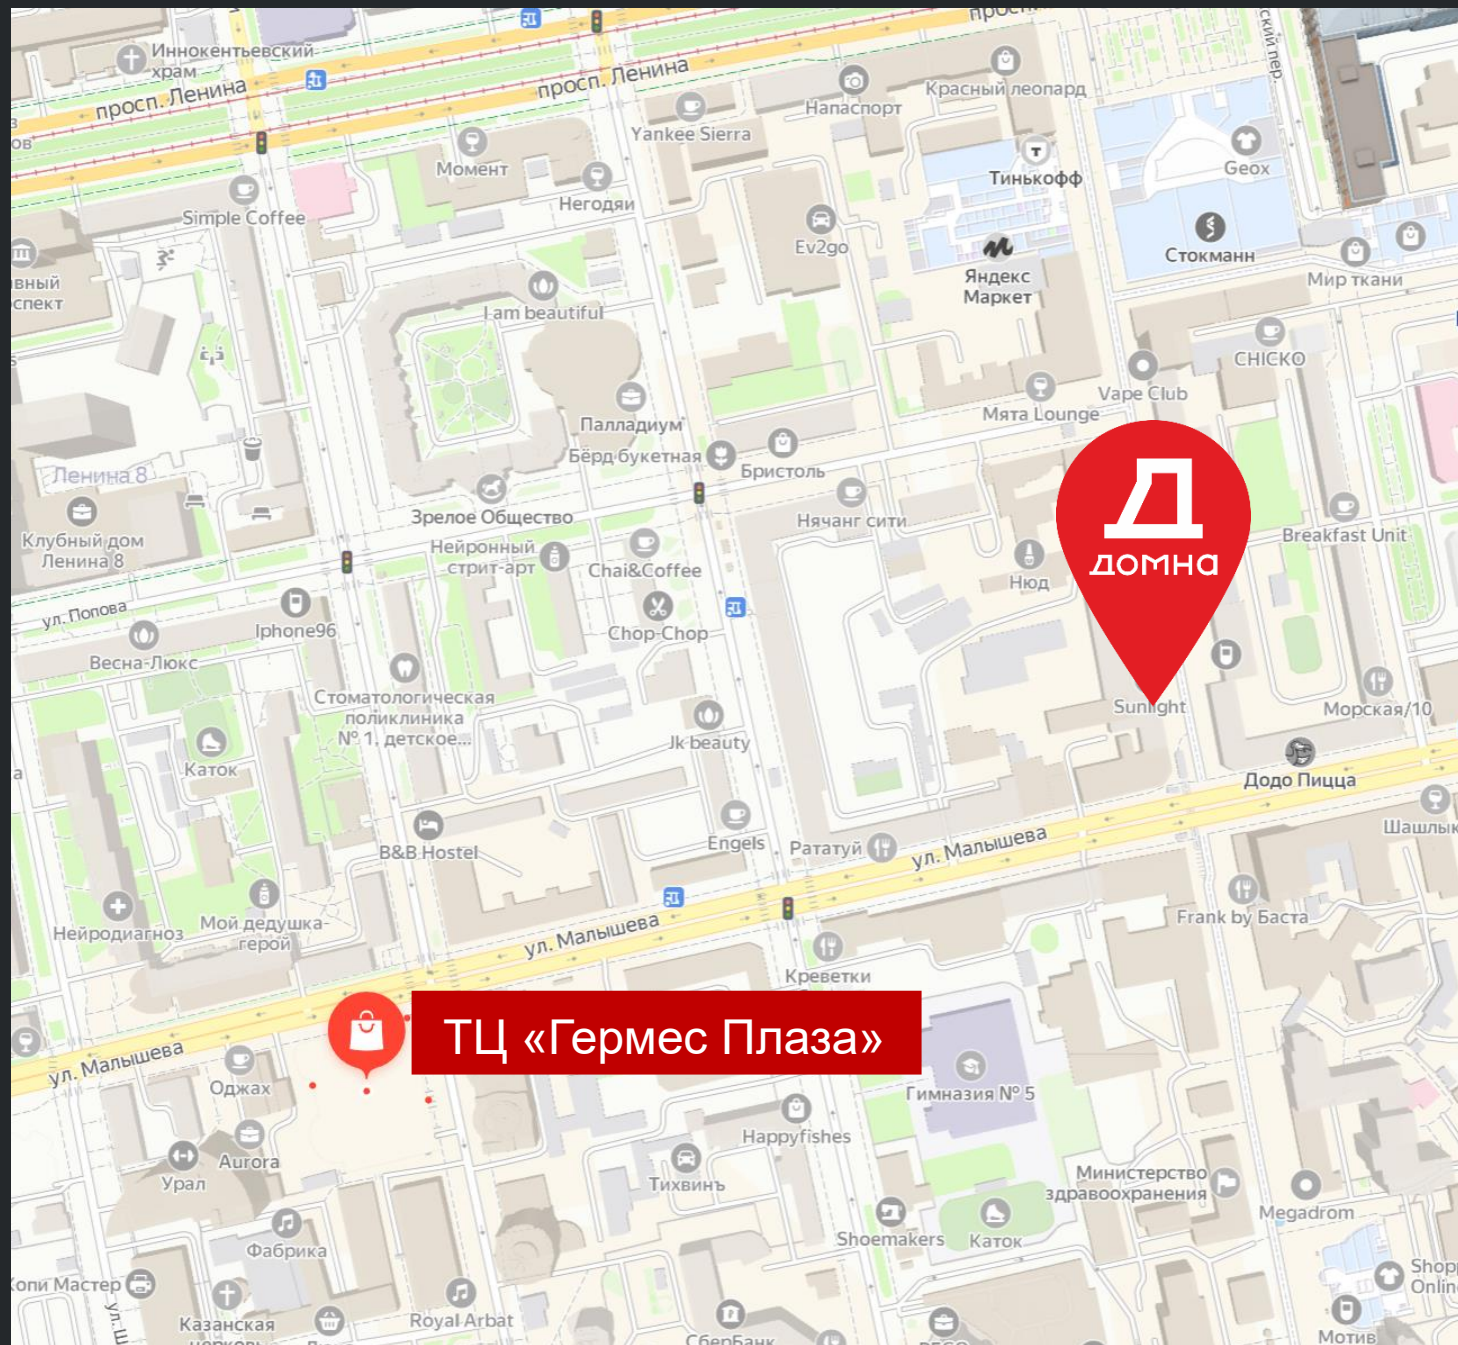 Иннокентьевский
храм
просп. Ленина
просп. Ленина
Напаспорт
Красный леопард
Yankee Sierra
Момент
Негодяи
Simple Coffee
Тинькофф
Geox
Ev2go
Стокманн
Яндекс
Маркет
Мир ткани
I am beautiful
CHICKO
Vape Club
Мята Lounge
Палладиум
Бёрд букетная
Бристоль
Ленина 8
Клубный дом
Ленина 8
Зрелое Общество
Нячанг сити
Нейронный
стрит-арт
Chai&Coffee
Нюд
Д
ДОМНА
Breakfast Unit
ул. Попова
Iphone96
Chop-Chop
Весна-Люкс
Стоматологическая
поликлиника
№ 1, детское...
Jk beauty
Sunlight
Морская/10
Каток
Додо Пицца
B&B Hostel
Engels
Рататуй
ул. Малышева
Шашлык
Нейродиагноз
Мой дедушка-
герой
ул. Малышева
Frank by Баста
Креветки
ТЦ «Гермес Плаза»
ул. Малышева
Оджах
Гимназия № 5
Aurora
Урал
Happyfishes
Тихвинъ
Министерство
здравоохранения
Фабрика
Shoemakers
Каток
Megadrom
Royal Arbat
Казанская
СберБанк
Мотив